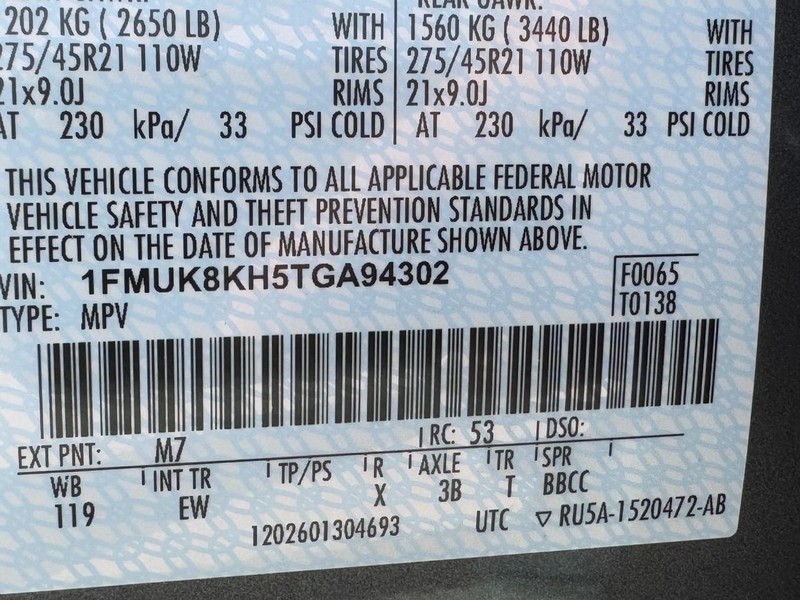 REAR GAWR:
202 KG ( 2650 LB) WITH 1560 KG ( 3440 LB) WITH
275/45R21 110W TIRES 275/45R21 110W TIRES
21x9.0J RIMS 21x9.0J RIMS
AT 230 kPa/ 33 PSI COLD AT 230 kPa/ 33 PSI COLD
THIS VEHICLE CONFORMS TO ALL APPLICABLE FEDERAL MOTOR
VEHICLE SAFETY AND THEFT PREVENTION STANDARDS IN
EFFECT ON THE DATE OF MANUFACTURE SHOWN ABOVE.
VIN: 1FMUK8KH5TGA94302 F0065
TYPE: MPV T0138
EXT PNT: M7 RC: 53 DSO:
WB INT TR TP/PS R AXLE TR SPR
119 EW X 3B T BBCC
1202601304693 UTC ▽ RU5A-1520472-AB